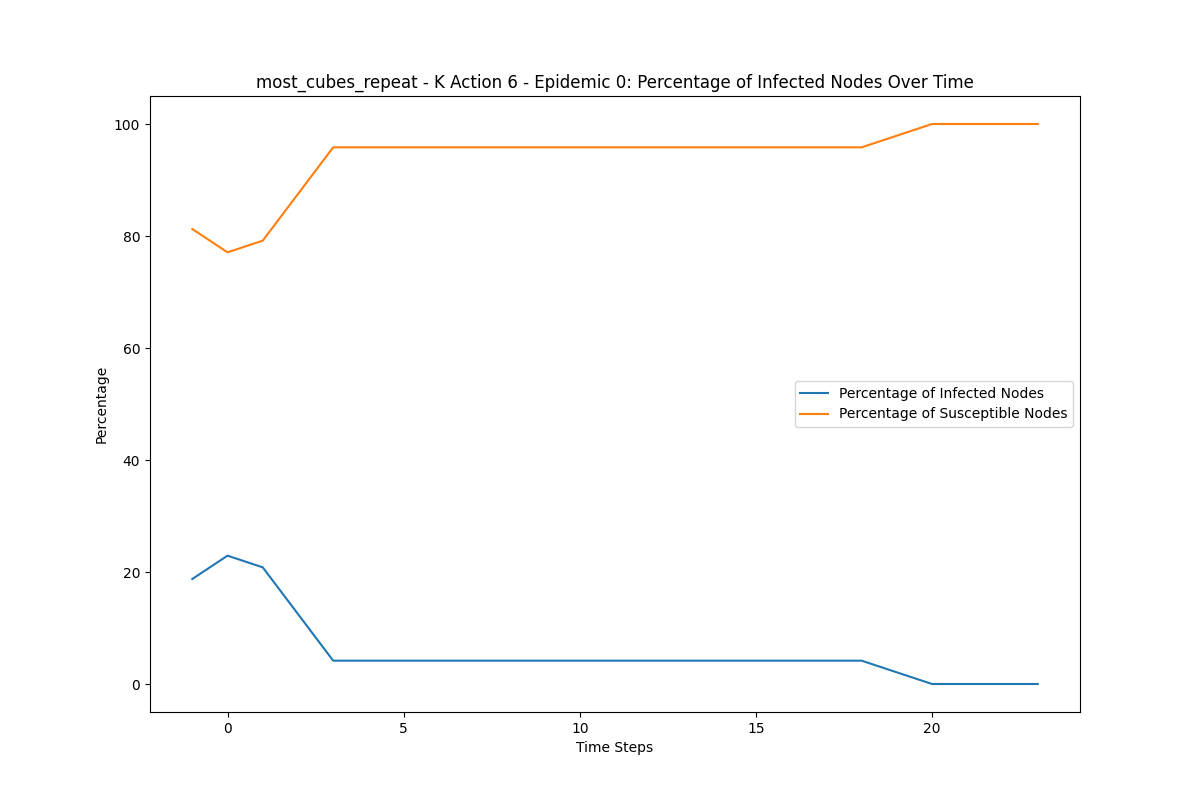 most_cubes_repeat - K Action 6 - Epidemic 0: Percentage of Infected Nodes Over Time
100
80
60
40
20
0
Percentage
Percentage of Infected Nodes
Percentage of Susceptible Nodes
0 5 10 15 20
Time Steps